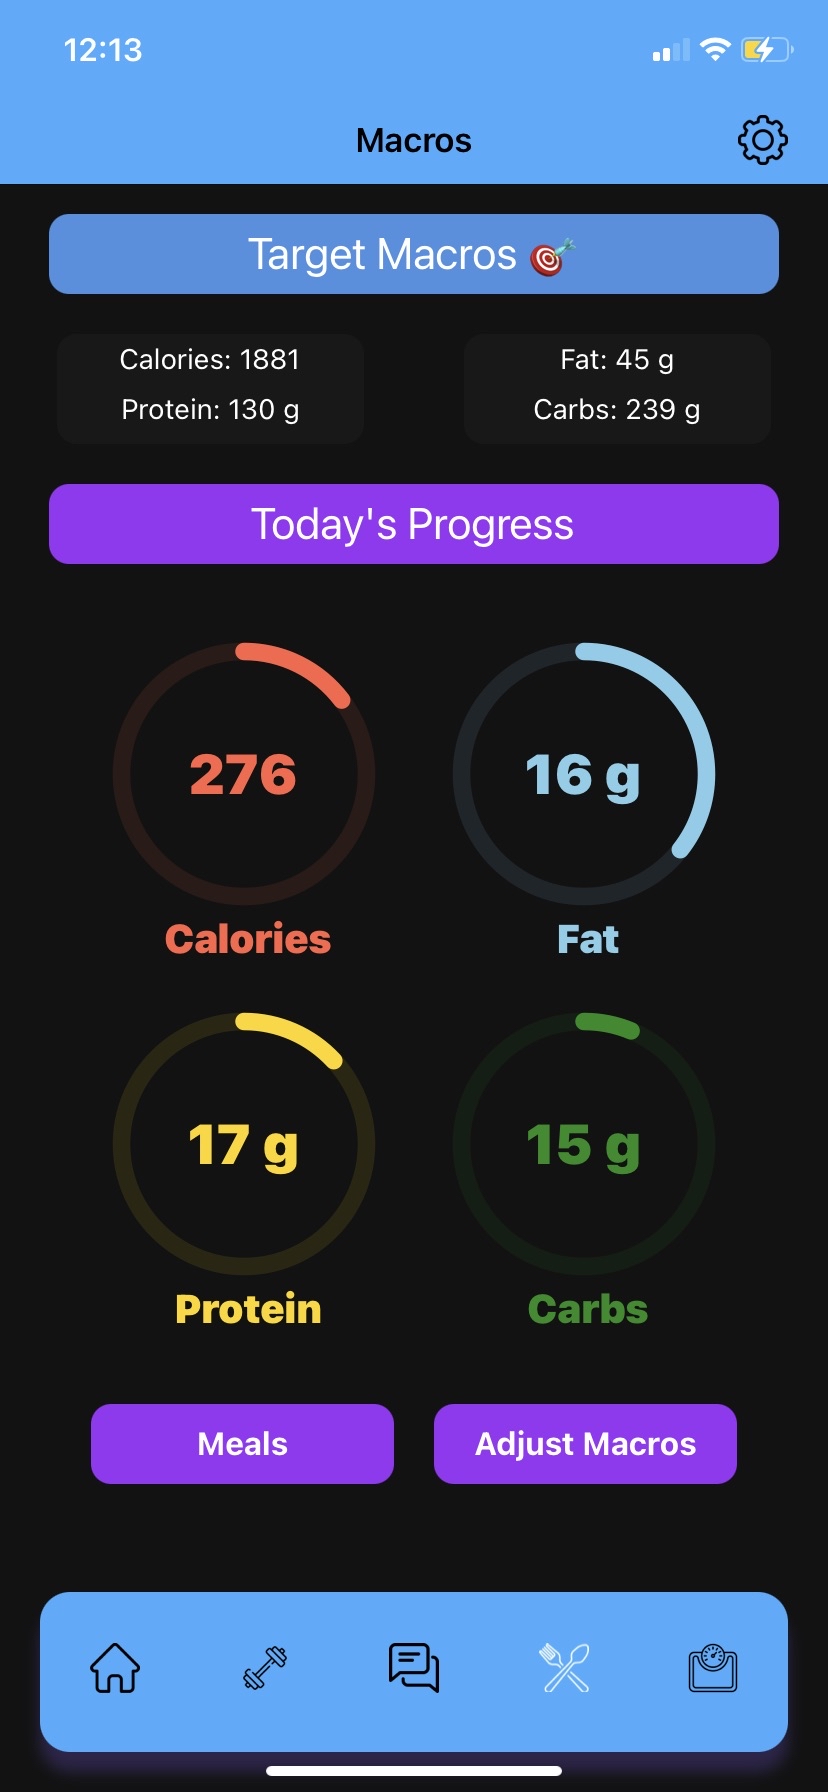 12:13
Macros
Target Macros 🎯
Calories: 1881
Protein: 130 g
Fat: 45 g
Carbs: 239 g
Today's Progress
276
Calories
16 g
Fat
17 g
Protein
15 g
Carbs
Meals
Adjust Macros